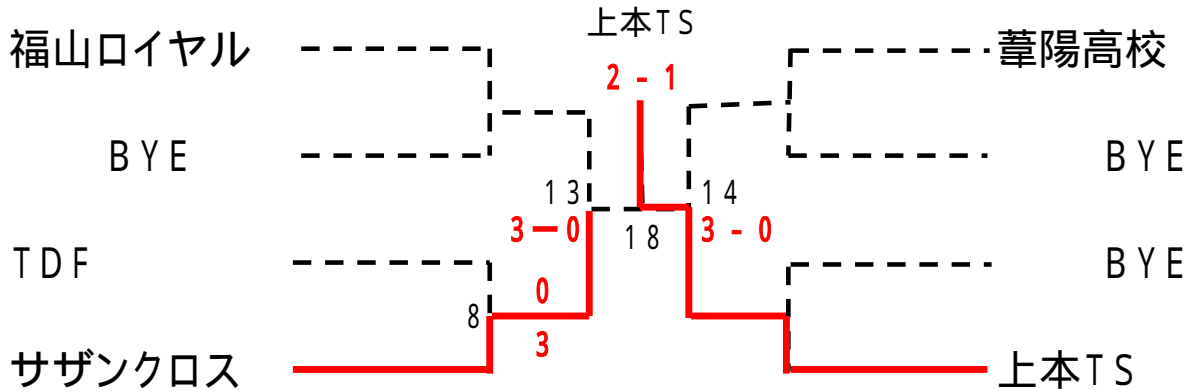 上本TS
福山ロイヤル
2 - 1
葦陽高校
BYE
BYE
13
14
3ー0
18
3 - 0
TDF
BYE
0
8
3
サザンクロス
上本TS